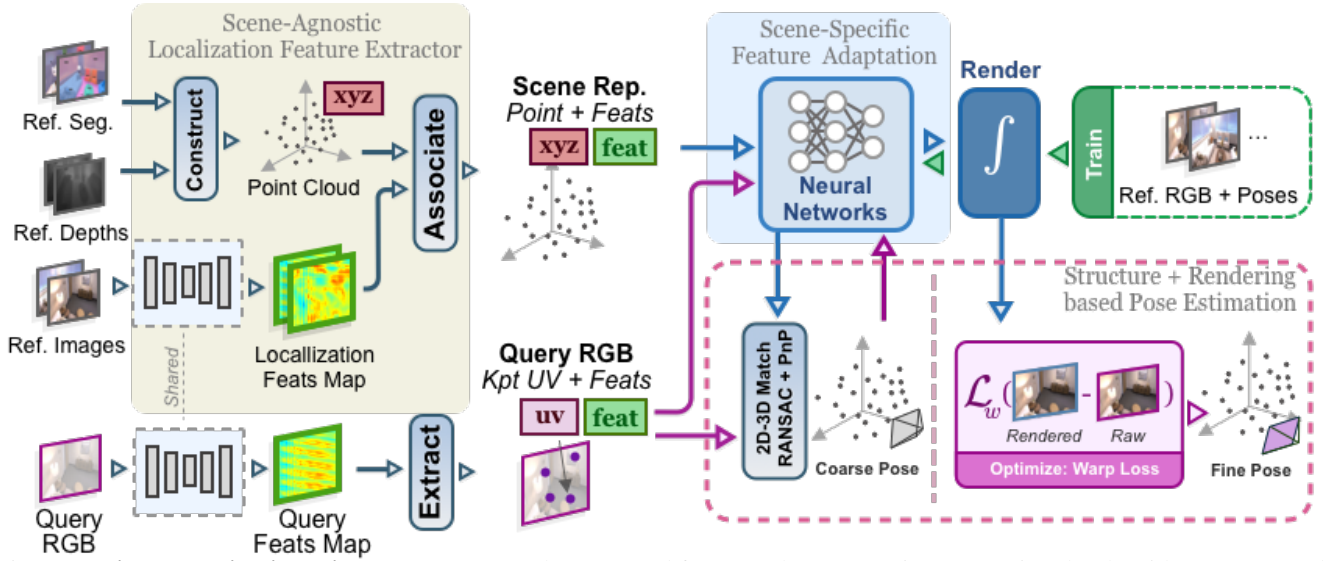 Scene-Agnostic
Localization Feature Extractor
Ref. Seg.
Construct
xyz
Point Cloud
Associate
Ref. Depths
Ref. Images
Locallization
Feats Map
Shared
Query
RGB
Query
Feats Map
Extract
Scene Rep.
Point + Feats
xyz
feat
Query RGB
Kpt UV + Feats
uv
feat
Scene-Specific
Feature Adaptation
Neural
Networks
Render
∫
Train
...
Ref. RGB + Poses
Structure + Rendering
based Pose Estimation
2D-3D Match
RANSAC + PnP
Coarse Pose
ℒw( - )
Rendered
Raw
Optimize: Warp Loss
Fine Pose